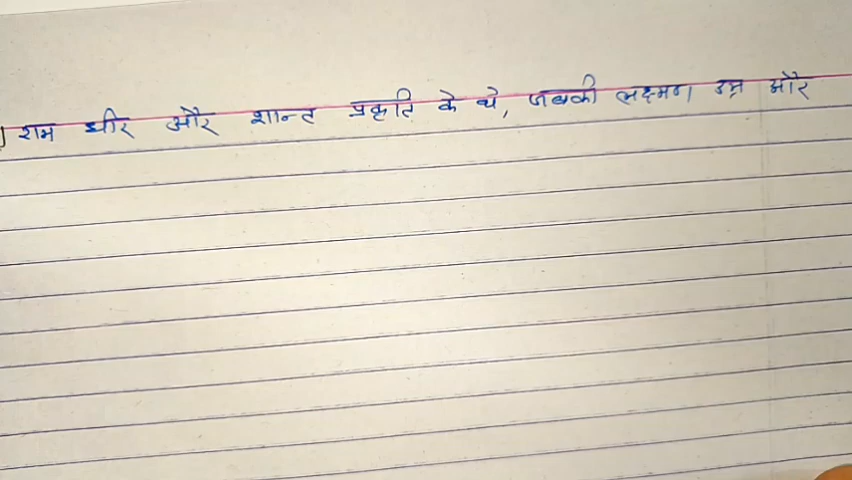 राम धीर और शान्त प्रकृति के थे, जबकी लक्ष्मण उग्र और